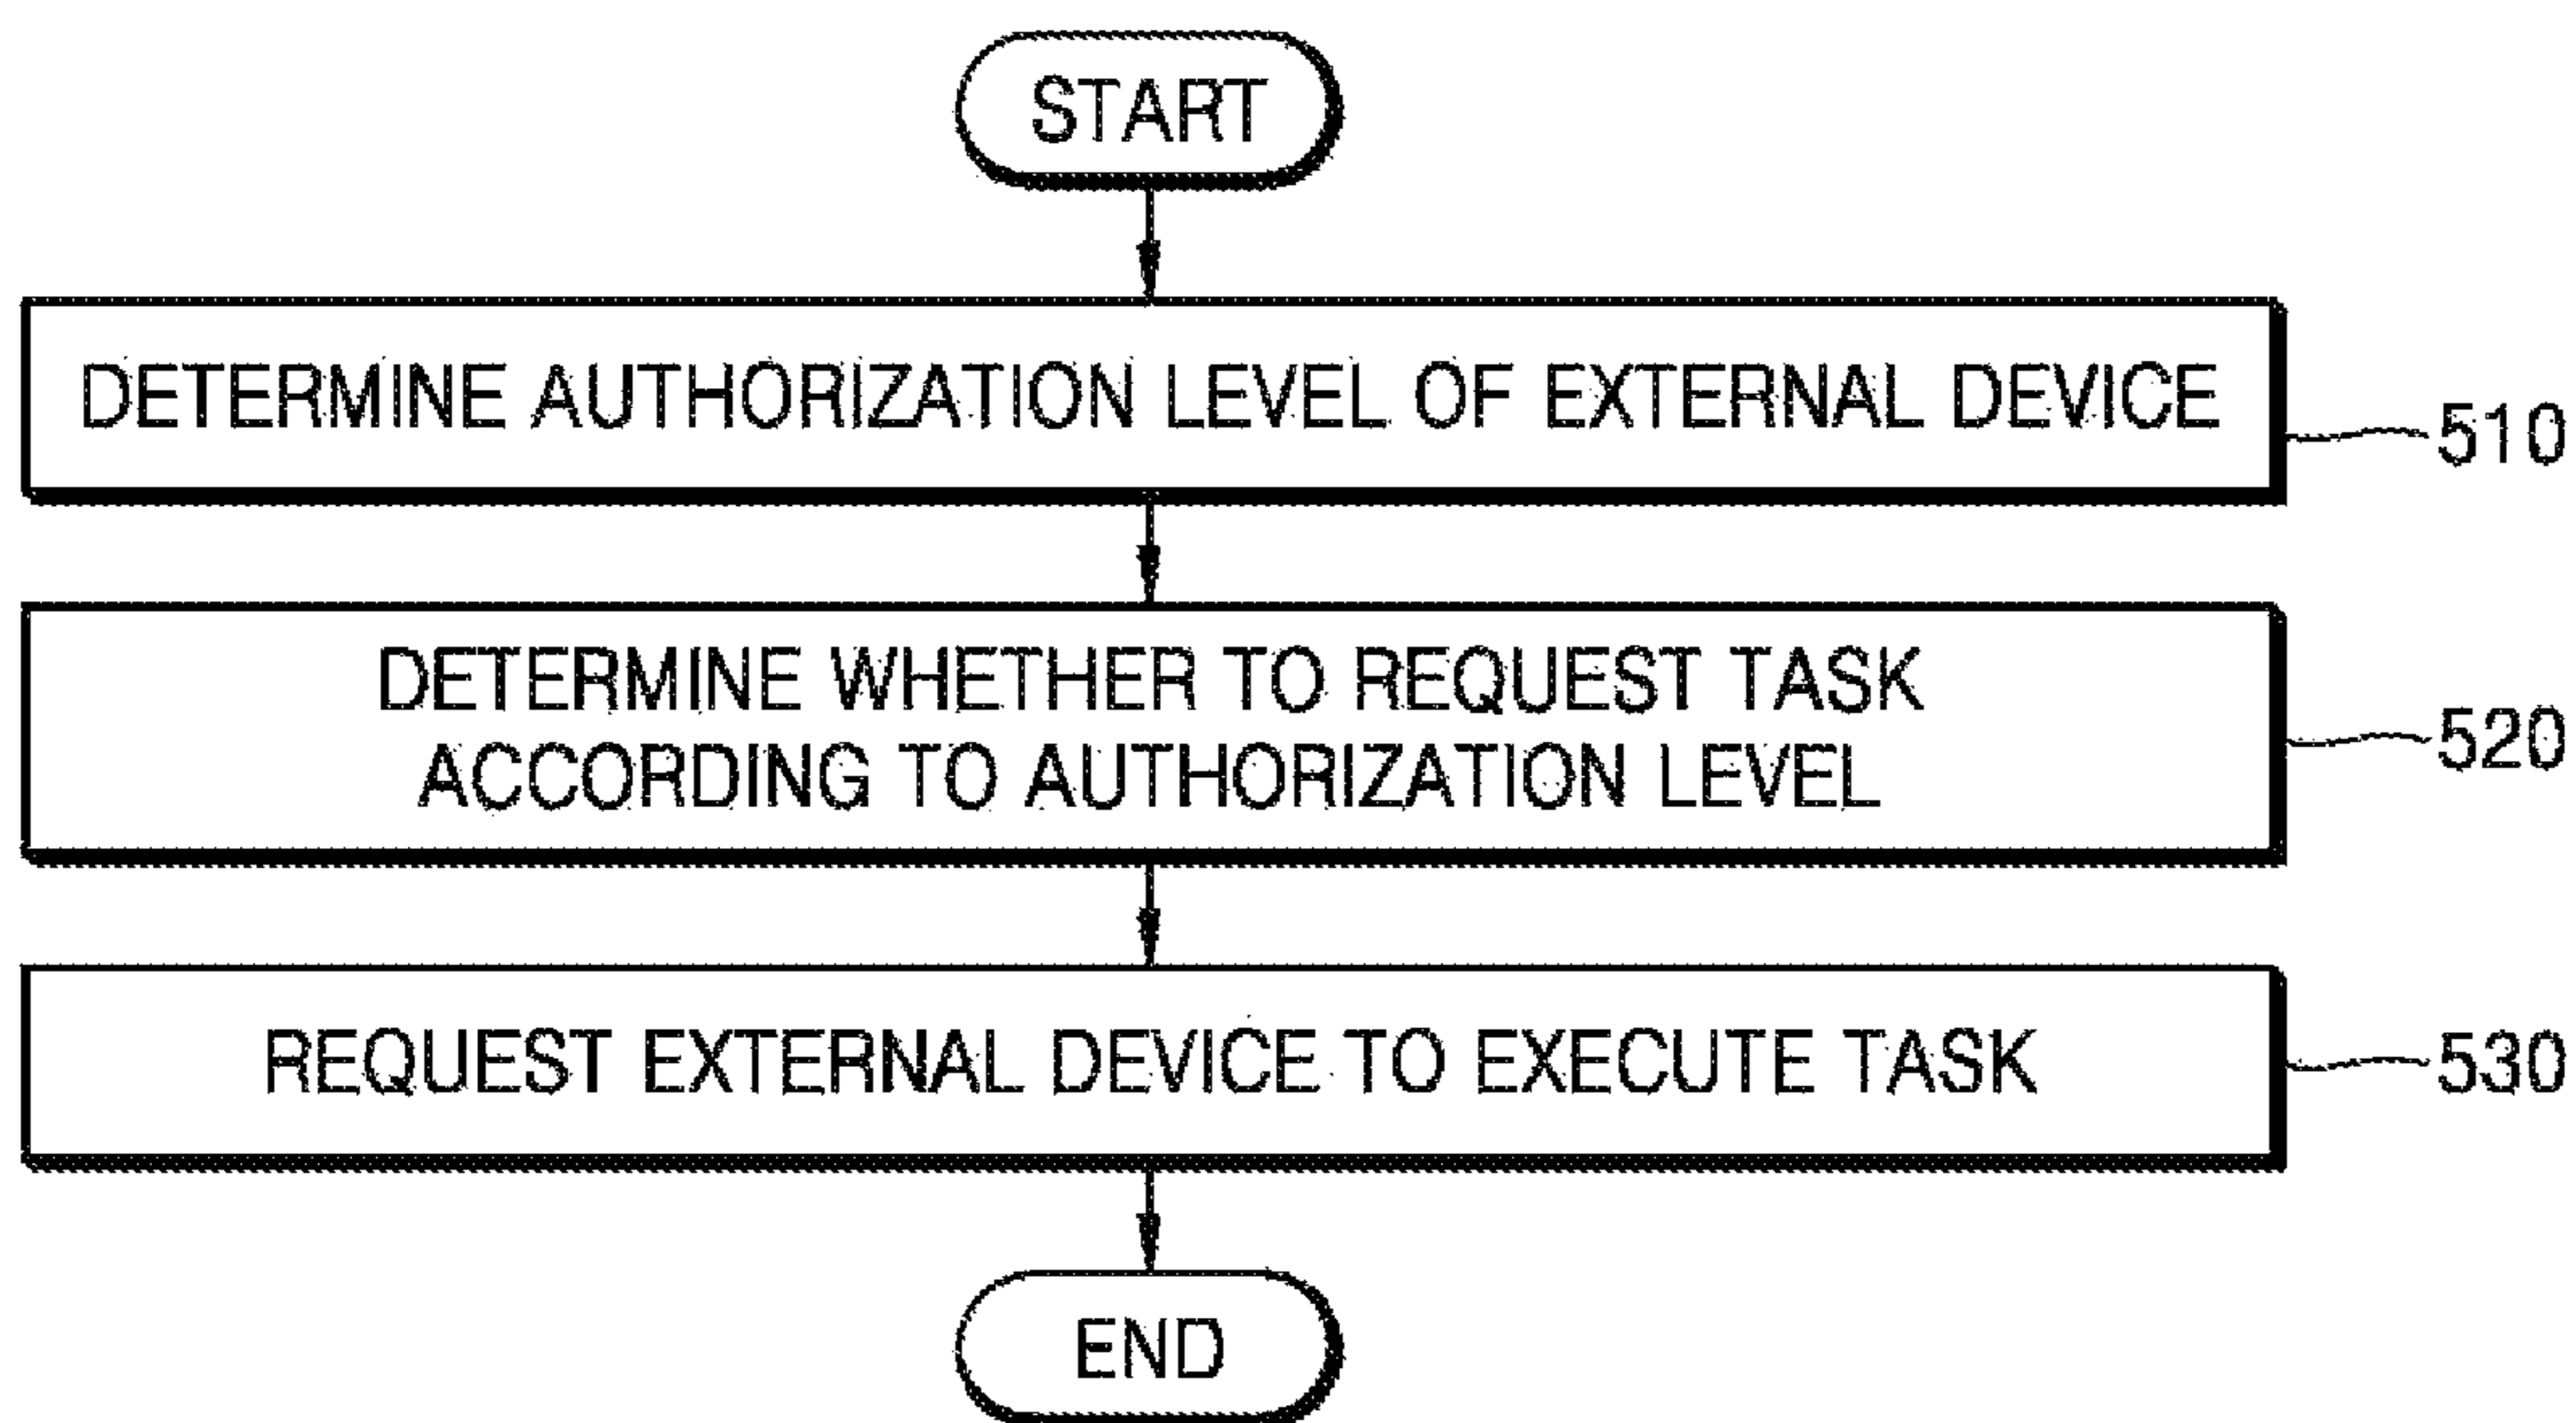 START
DETERMINE AUTHORIZATION LEVEL OF EXTERNAL DEVICE
510
DETERMINE WHETHER TO REQUEST TASK
ACCORDING TO AUTHORIZATION LEVEL
520
REQUEST EXTERNAL DEVICE TO EXECUTE TASK
530
END